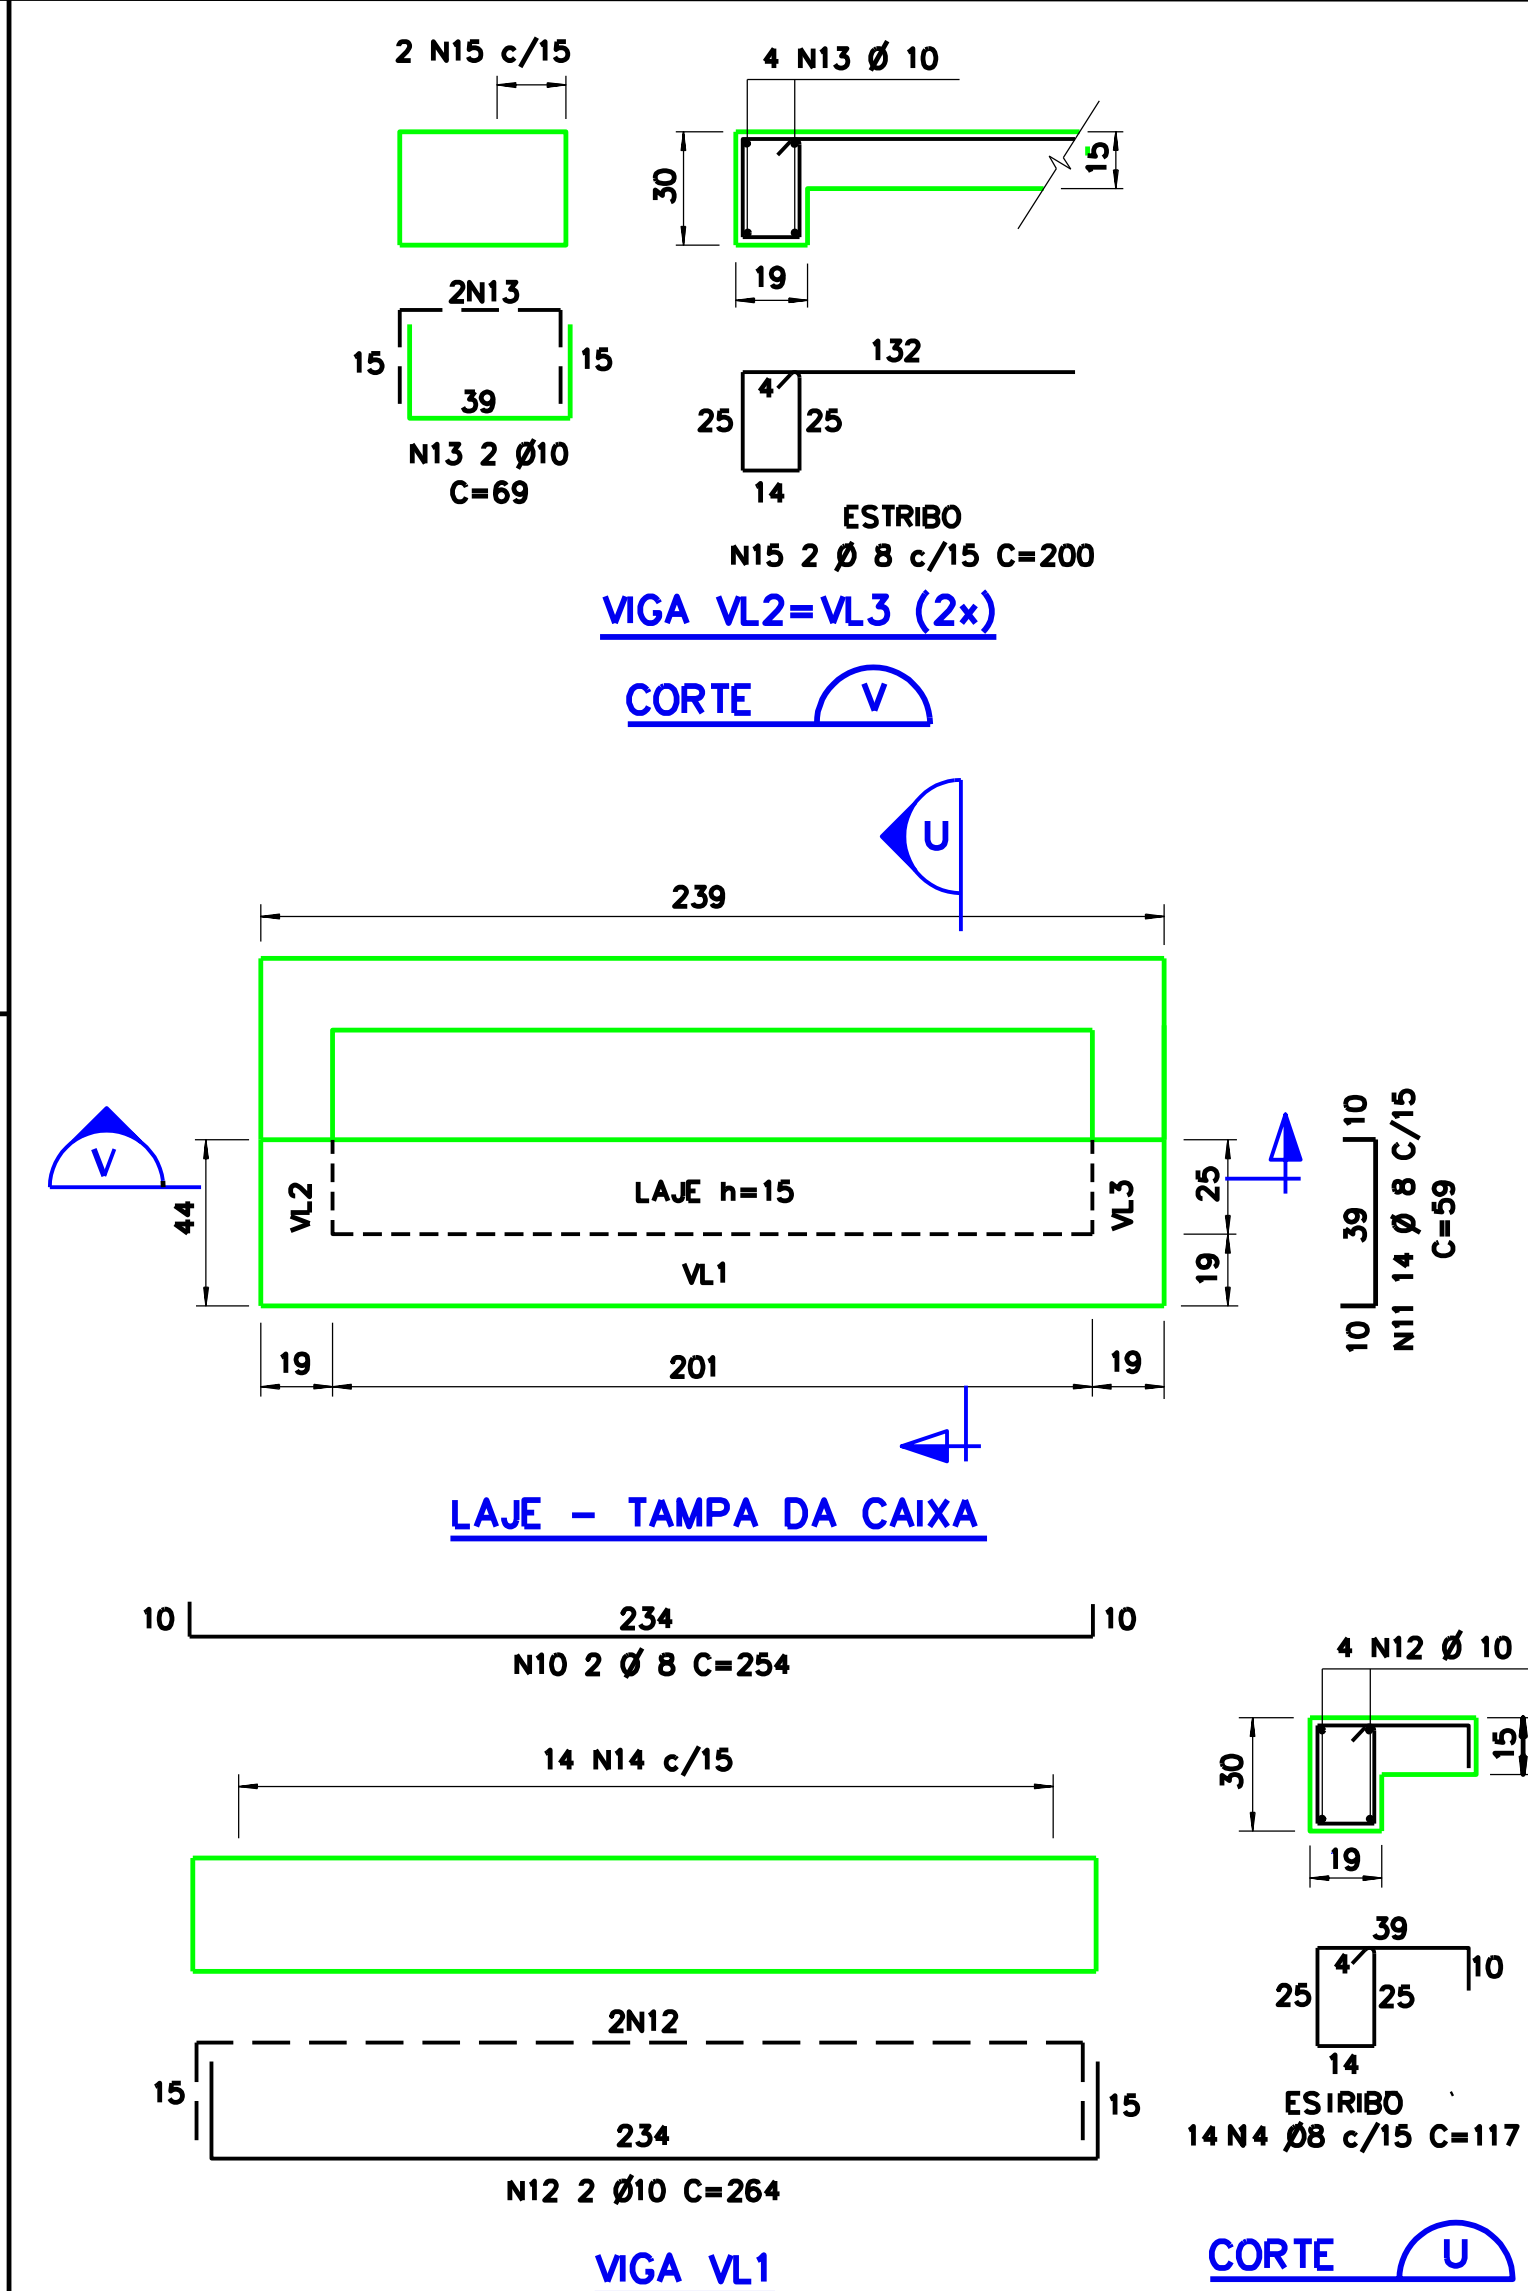 2 N15 c/15
4 N13 Ø 10
30
15
19
2N13
15
15
39
N13 2 Ø10
C=69
132
4
25
25
14
ESTRIBO
N15 2 Ø 8 c/15 C=200
VIGA VL2=VL3 (2x)
CORTE V
U
239
V
44
VL2
LAJE h=15
VL3
VL1
25
19
10
39
10
N11 14 Ø 8 C/15
C=59
19
201
19
LAJE - TAMPA DA CAIXA
10
234
10
N10 2 Ø 8 C=254
14 N14 c/15
4 N12 Ø 10
30
15
19
2N12
15
15
234
N12 2 Ø10 C=264
VIGA VL1
39
4
10
25
25
14
ESIRIBO
14 N4 Ø8 c/15 C=117
CORTE U